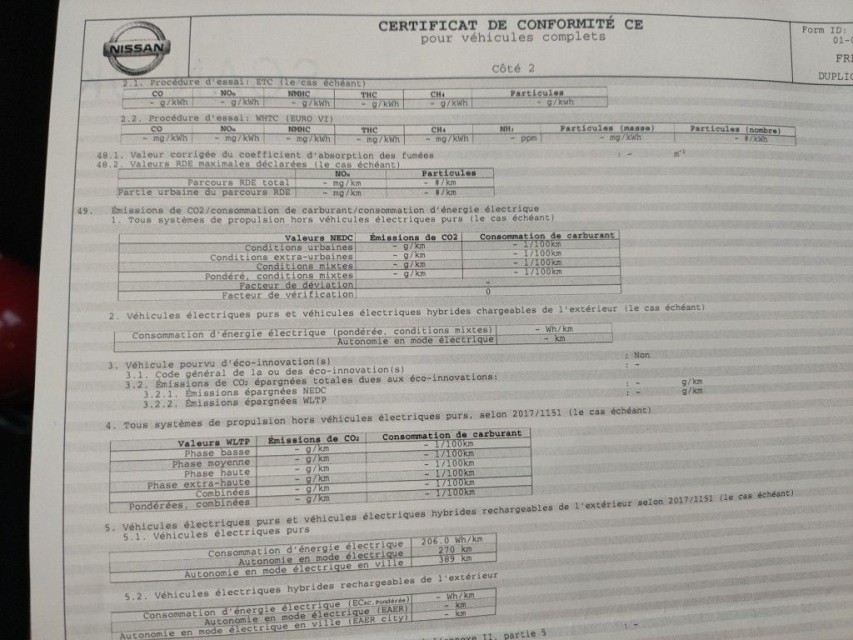 NISSAN
CERTIFICAT DE CONFORMITÉ CE
pour véhicules complets
Côté 2
Form ID:
01-
FR
DUPLIC
2.1. Procédure d'essai: ETC (le cas échéant)
CO NOx NMHC THC CH4 Particules
- g/kWh - g/kWh - g/kWh - g/kWh - g/kWh - g/kWh
2.2. Procédure d'essai: WHTC (EURO VI)
CO NOx NMHC THC CH4 NH3 Particules (masse) Particules (nombre)
- mg/kWh - mg/kWh - mg/kWh - mg/kWh - mg/kWh - ppm - mg/kWh - #/kWh
48.1. Valeur corrigée du coefficient d'absorption des fumées : - m⁻¹
48.2. Valeurs RDE maximales déclarées (le cas échéant)
NOx Particules
Parcours RDE total - mg/km - #/km
Partie urbaine du parcours RDE - mg/km - #/km
49. Émissions de CO2/consommation de carburant/consommation d'énergie électrique
1. Tous systèmes de propulsion hors véhicules électriques purs (le cas échéant)
Valeurs NEDC Émissions de CO2 Consommation de carburant
Conditions urbaines - g/km - l/100km
Conditions extra-urbaines - g/km - l/100km
Conditions mixtes - g/km - l/100km
Pondéré, conditions mixtes - g/km - l/100km
Facteur de déviation -
Facteur de vérification 0
2. Véhicules électriques purs et véhicules électriques hybrides chargeables de l'extérieur (le cas échéant)
Consommation d'énergie électrique (pondérée, conditions mixtes) - Wh/km
Autonomie en mode électrique - km
3. Véhicule pourvu d'éco-innovation(s) : Non
3.1. Code général de la ou des éco-innovation(s) : -
3.2. Émissions de CO2 épargnées totales dues aux éco-innovations:
3.2.1. Émissions épargnées NEDC : - g/km
3.2.2. Émissions épargnées WLTP : - g/km
4. Tous systèmes de propulsion hors véhicules électriques purs, selon 2017/1151 (le cas échéant)
Valeurs WLTP Émissions de CO2 Consommation de carburant
Phase basse - g/km - l/100km
Phase moyenne - g/km - l/100km
Phase haute - g/km - l/100km
Phase extra-haute - g/km - l/100km
Combinées - g/km - l/100km
Pondérées, combinées - g/km - l/100km
5. Véhicules électriques purs et véhicules électriques hybrides rechargeables de l'extérieur selon 2017/1151 (le cas échéant)
5.1. Véhicules électriques purs
Consommation d'énergie électrique 206.0 Wh/km
Autonomie en mode électrique 270 km
Autonomie en mode électrique en ville 389 km
5.2. Véhicules électriques hybrides rechargeables de l'extérieur
Consommation d'énergie électrique (ECAC, Pondérée) - Wh/km
Autonomie en mode électrique (EAER) - km
Autonomie en mode électrique en ville (EAER city) - km
II, partie 5 : -